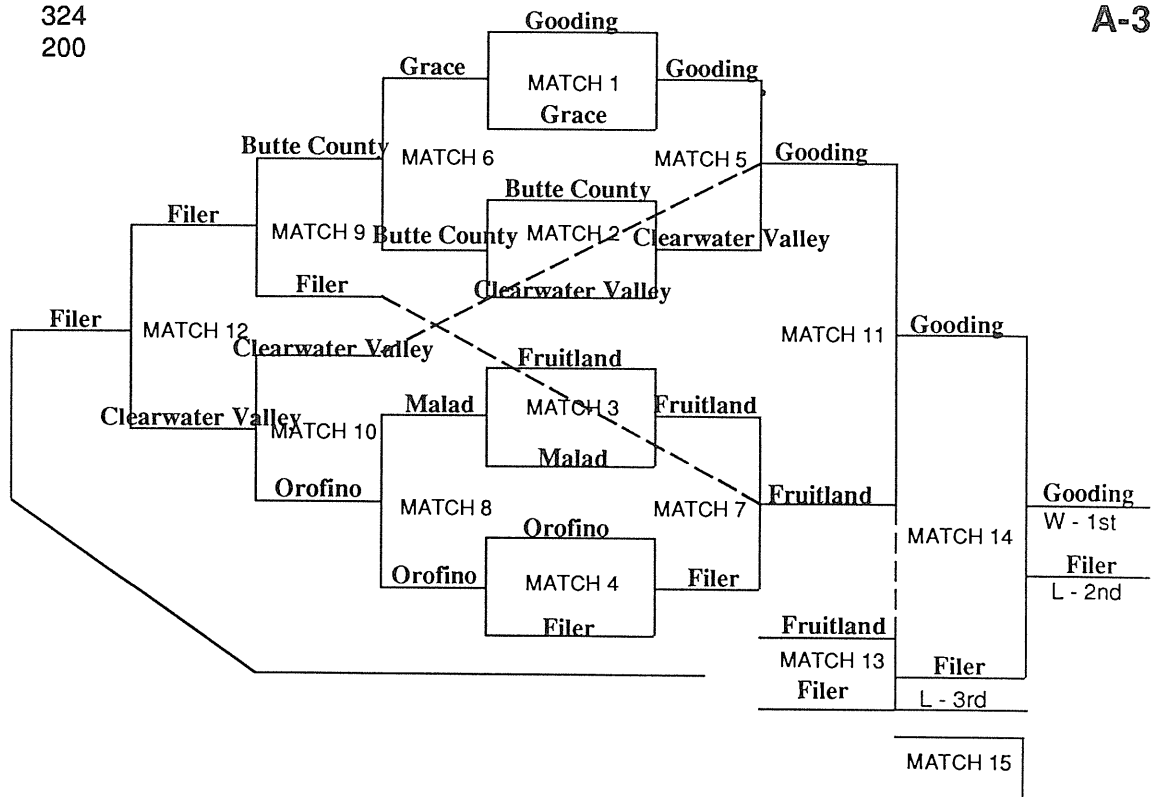 324
200
A-3
Gooding
Grace
MATCH 1
Gooding
Grace
Butte County
MATCH 6
MATCH 5
Gooding
Butte County
Filer
MATCH 9
Butte County
MATCH 2
Clearwater Valley
Filer
Clearwater Valley
Filer
MATCH 12
MATCH 11
Gooding
Clearwater Valley
Fruitland
Malad
MATCH 3
Fruitland
Clearwater Valley
MATCH 10
Malad
Orofino
Fruitland
Gooding
MATCH 8
MATCH 7
W - 1st
Orofino
MATCH 14
Filer
Orofino
MATCH 4
Filer
L - 2nd
Filer
Fruitland
MATCH 13
Filer
Filer
L - 3rd
MATCH 15